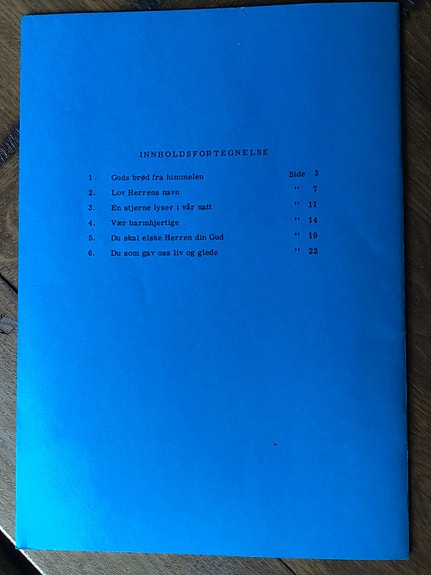 INNHOLDSFORTEGNELSE
1. Guds brød fra himmelen Side 3
2. Lov Herrens navn " 7
3. En stjerne lyser i vår natt " 11
4. Vær barmhjertige " 14
5. Du skal elske Herren din Gud " 19
6. Du som gav oss liv og glede " 22